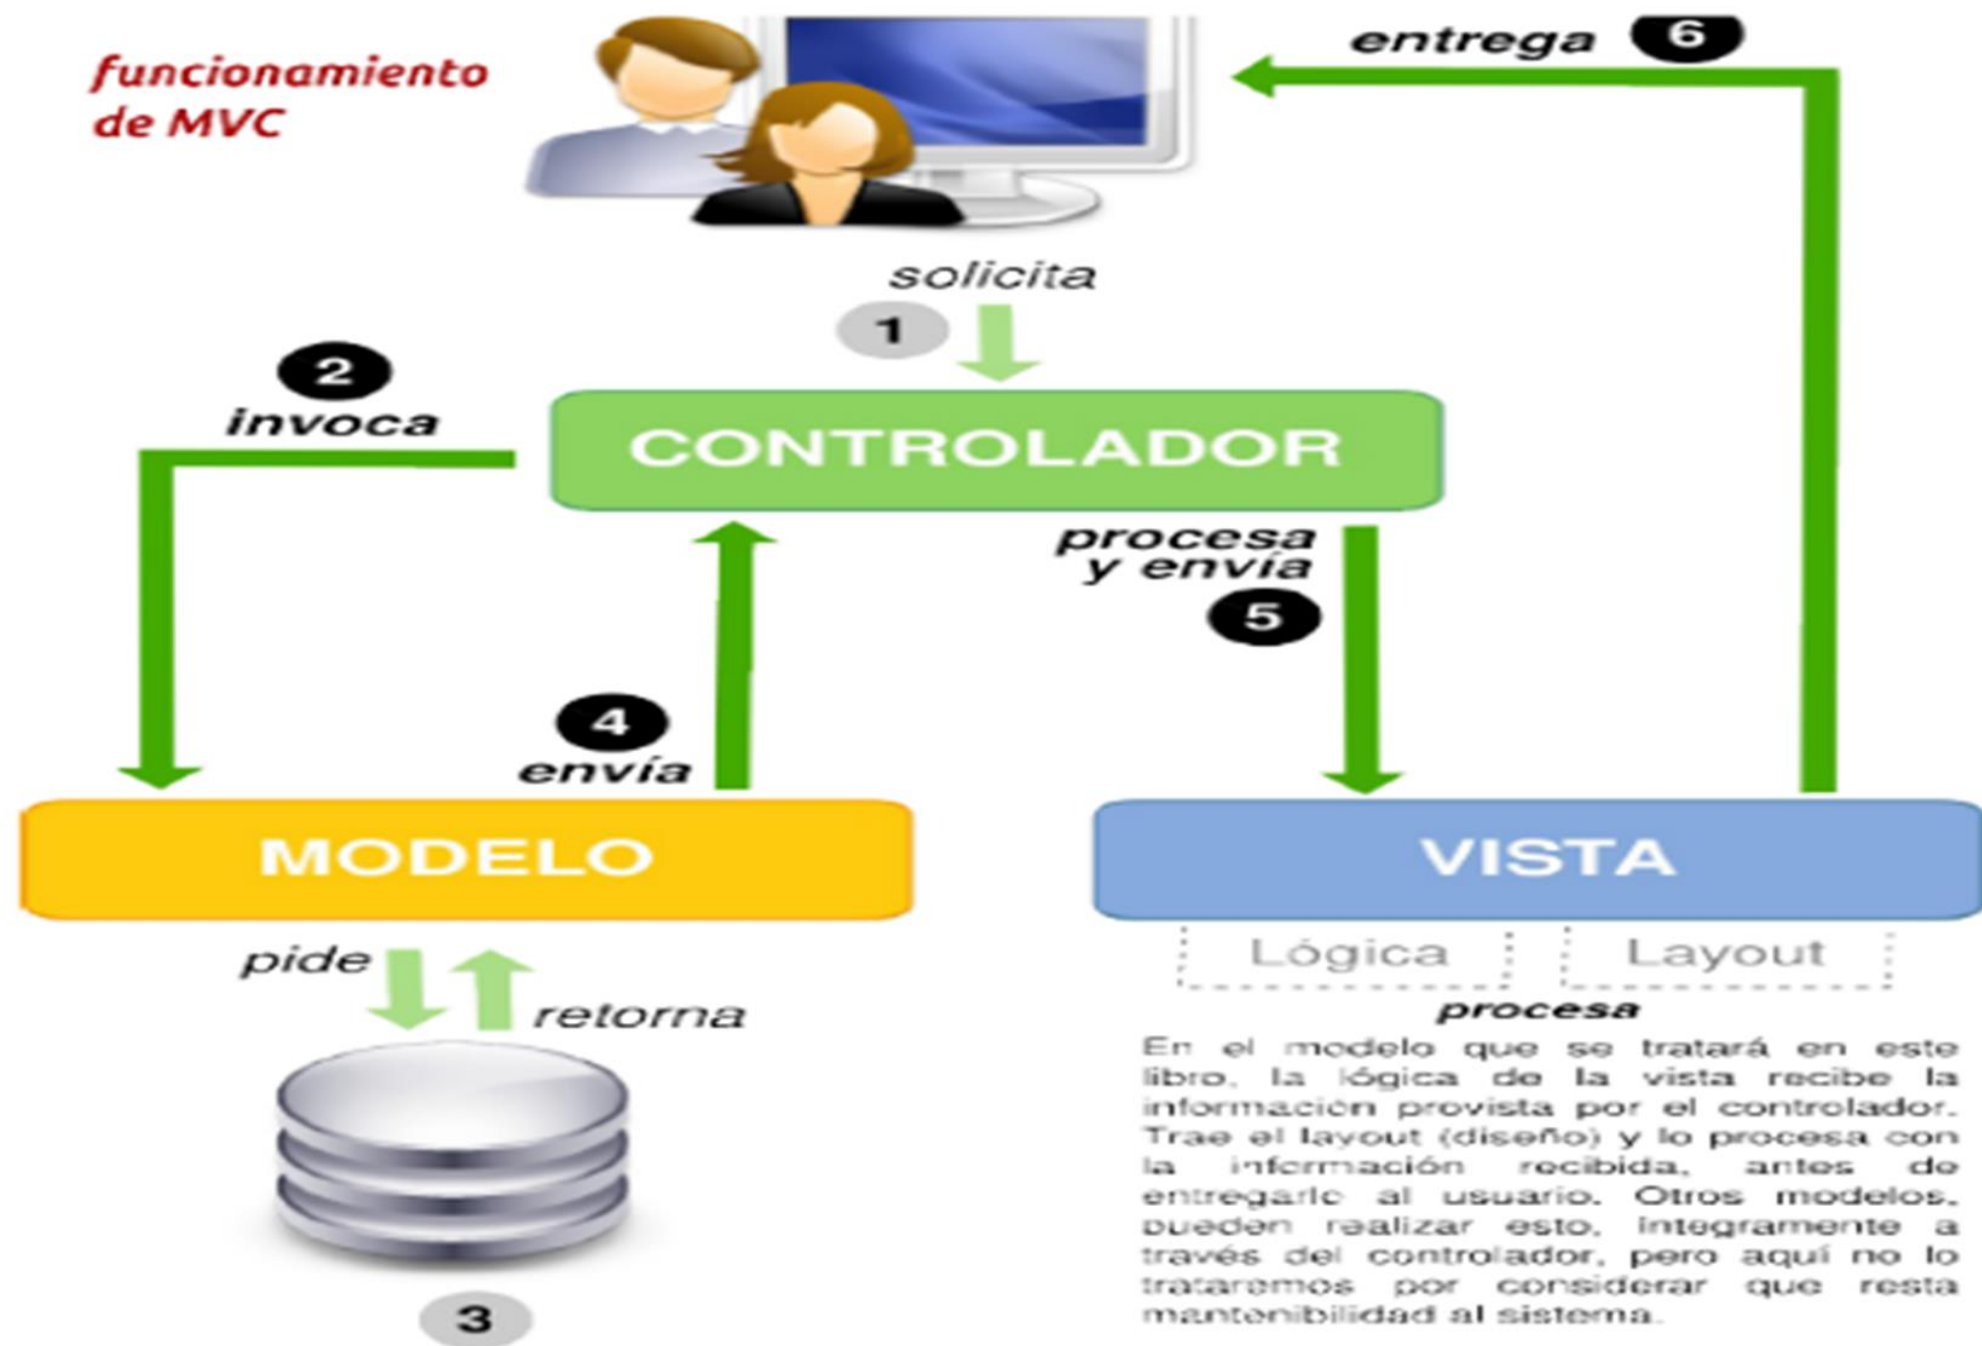 funcionamiento
de MVC
entrega 6
solicita
1
2
invoca
CONTROLADOR
procesa
y envía
5
4
envía
MODELO
VISTA
pide
retorna
Lógica
Layout
procesa
En el modelo que se tratará en este
libro, la lógica de la vista recibe la
información provista por el controlador.
Trae el layout (diseño) y lo procesa con
la información recibida, antes de
entregarlo al usuario. Otros modelos,
pueden realizar esto, íntegramente a
través del controlador, pero aquí no lo
trataremos por considerar que resta
mantenibilidad al sistema.
3